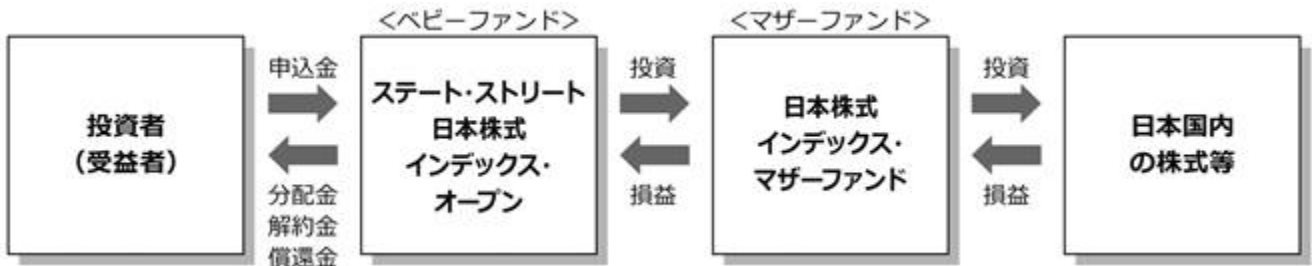 <ベビーファンド>
<マザーファンド>
投資者
(受益者)
申込金
分配金
解約金
償還金
ステート・ストリート
日本株式
インデックス・
オープン
投資
損益
日本株式
インデックス・
マザーファンド
投資
損益
日本国内
の株式等